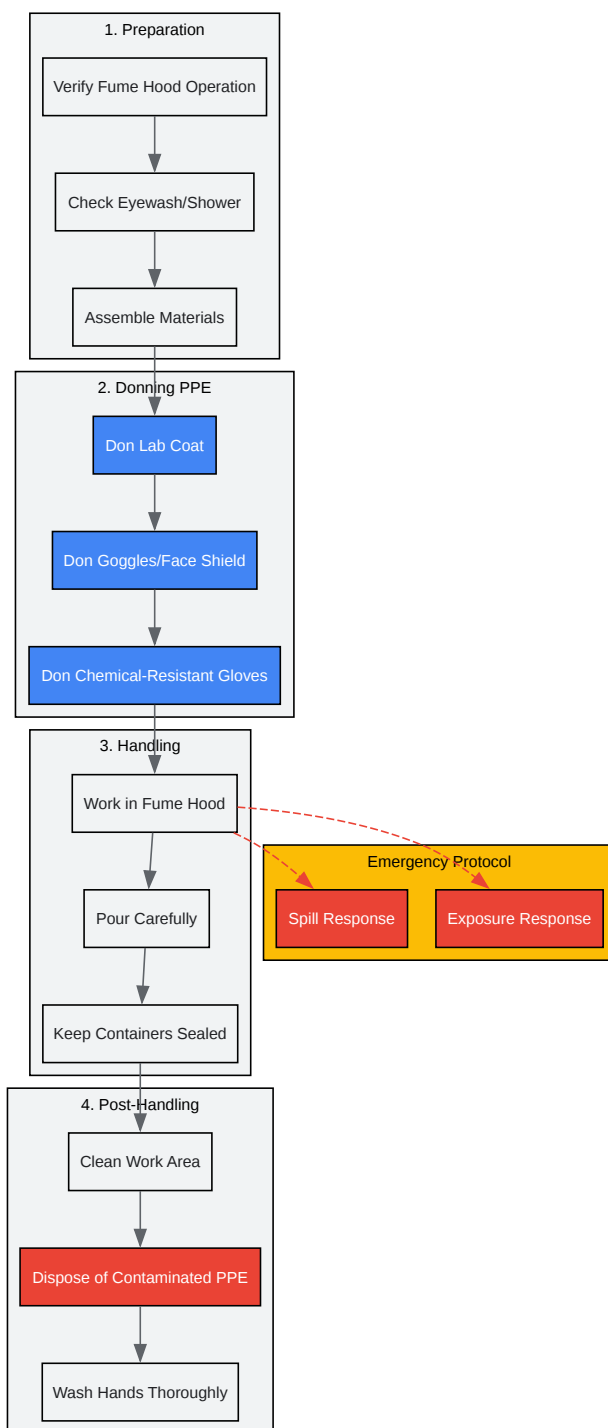 1. Preparation
Verify Fume Hood Operation
Check Eyewash/Shower
Assemble Materials
2. Donning PPE
Don Lab Coat
Don Goggles/Face Shield
Don Chemical-Resistant Gloves
3. Handling
Work in Fume Hood
Emergency Protocol
Spill Response
Exposure Response
Pour Carefully
Keep Containers Sealed
4. Post-Handling
Clean Work Area
Dispose of Contaminated PPE
Wash Hands Thoroughly